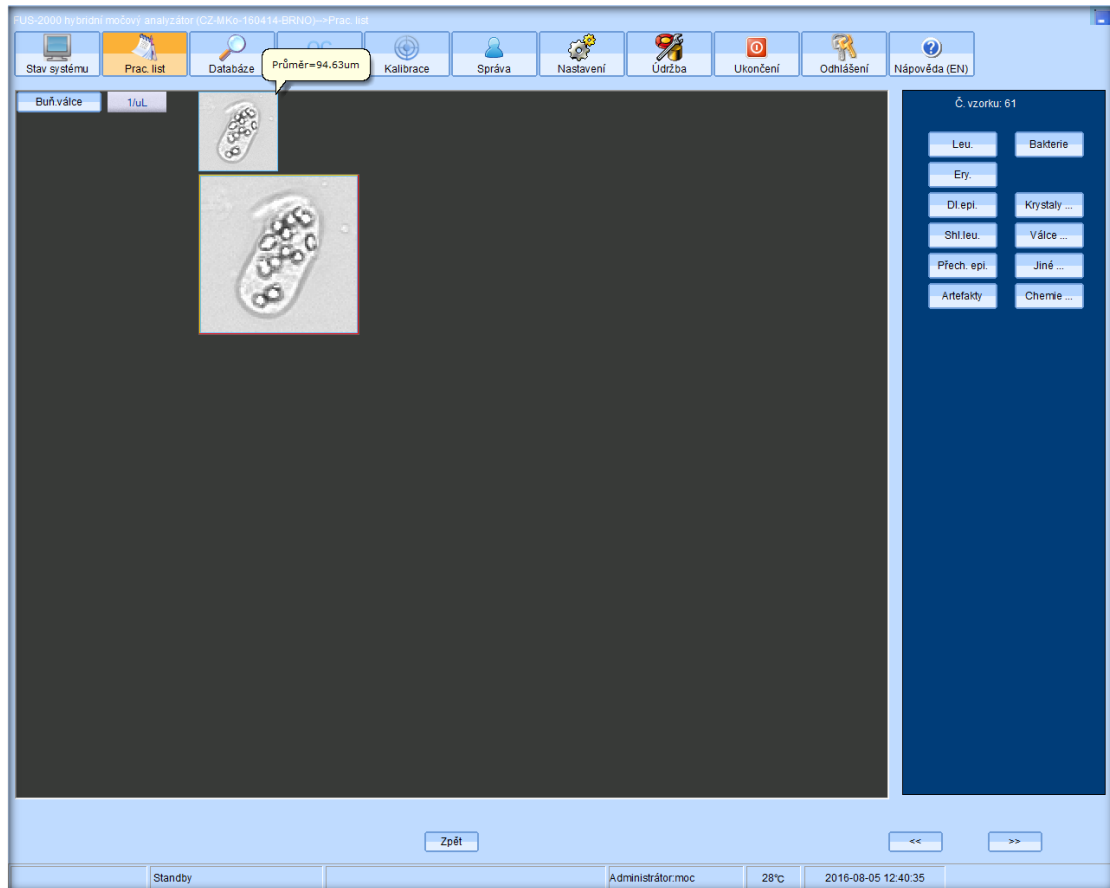 FUS-2000 hybridní močový analyzátor (CZ-MKo-160414-BRNO)-->Prac. list
Stav systému
Prac. list
Databáze
Kalibrace
Správa
Nastavení
Údržba
Ukončení
Odhlášení
Nápověda (EN)
Průměr=94.63um
Buň.válce
1/uL
Č. vzorku: 61
Leu.
Bakterie
Ery.
Dl.epi.
Krystaly ...
Shl.leu.
Válce ...
Přech. epi.
Jiné ...
Artefakty
Chemie ...
Zpět
<<
>>
Standby
Administrátor:moc
28℃
2016-08-05 12:40:35